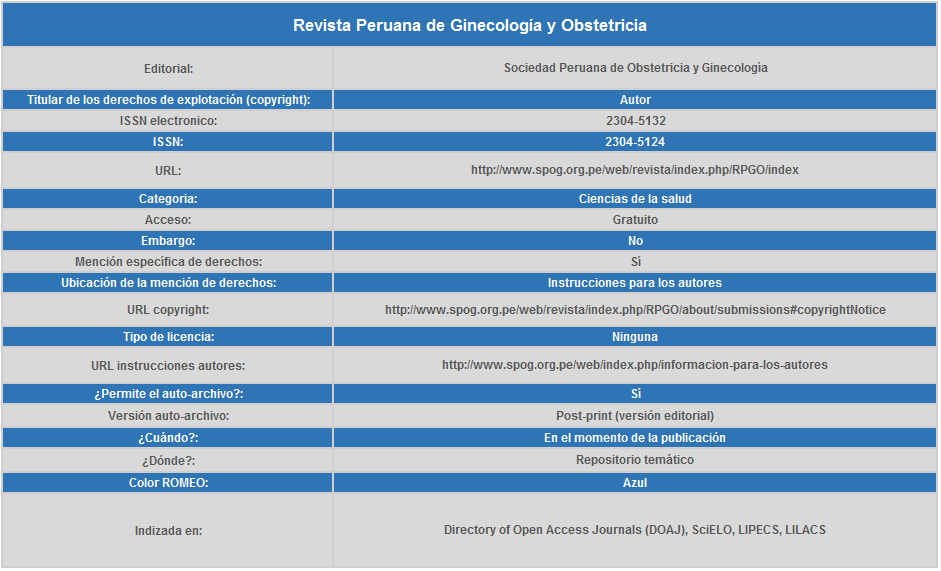 Revista Peruana de Ginecología y Obstetricia
Editorial: Sociedad Peruana de Obstetricia y Ginecología
Titular de los derechos de explotación (copyright): Autor
ISSN electronico: 2304-5132
ISSN: 2304-5124
URL: http://www.spog.org.pe/web/revista/index.php/RPGO/index
Categoria: Ciencias de la salud
Acceso: Gratuito
Embargo: No
Mención específica de derechos: Sí
Ubicación de la mención de derechos: Instrucciones para los autores
URL copyright: http://www.spog.org.pe/web/revista/index.php/RPGO/about/submissions#copyrightNotice
Tipo de licencia: Ninguna
URL instrucciones autores: http://www.spog.org.pe/web/index.php/informacion-para-los-autores
¿Permite el auto-archivo?: Sí
Versión auto-archivo: Post-print (versión editorial)
¿Cuándo?: En el momento de la publicación
¿Dónde?: Repositorio temático
Color ROMEO: Azul
Indizada en: Directory of Open Access Journals (DOAJ), SciELO, LIPECS, LILACS